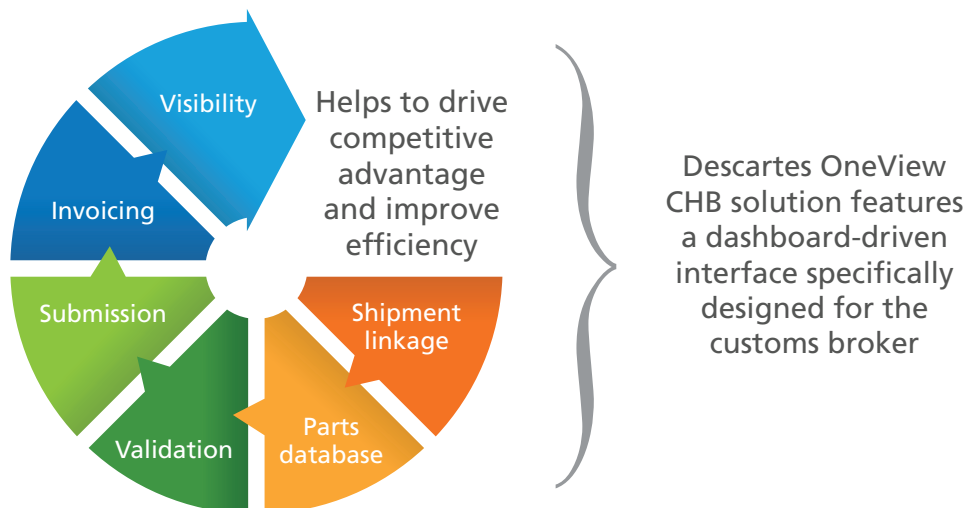 Visibility
Helps to drive
competitive
advantage
and improve
efficiency
Invoicing
Submission
Validation
Parts
database
Shipment
linkage
Descartes OneView
CHB solution features
a dashboard-driven
interface specifically
designed for the
customs broker